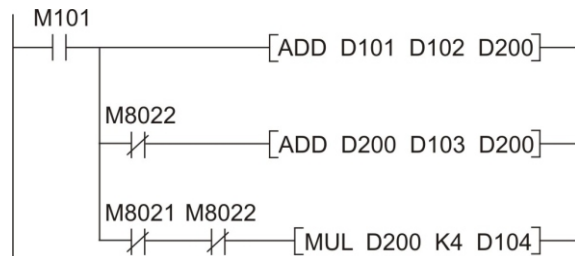 M101
[ADD D101 D102 D200]
M8022
[ADD D200 D103 D200]
M8021 M8022
[MUL D200 K4 D104]